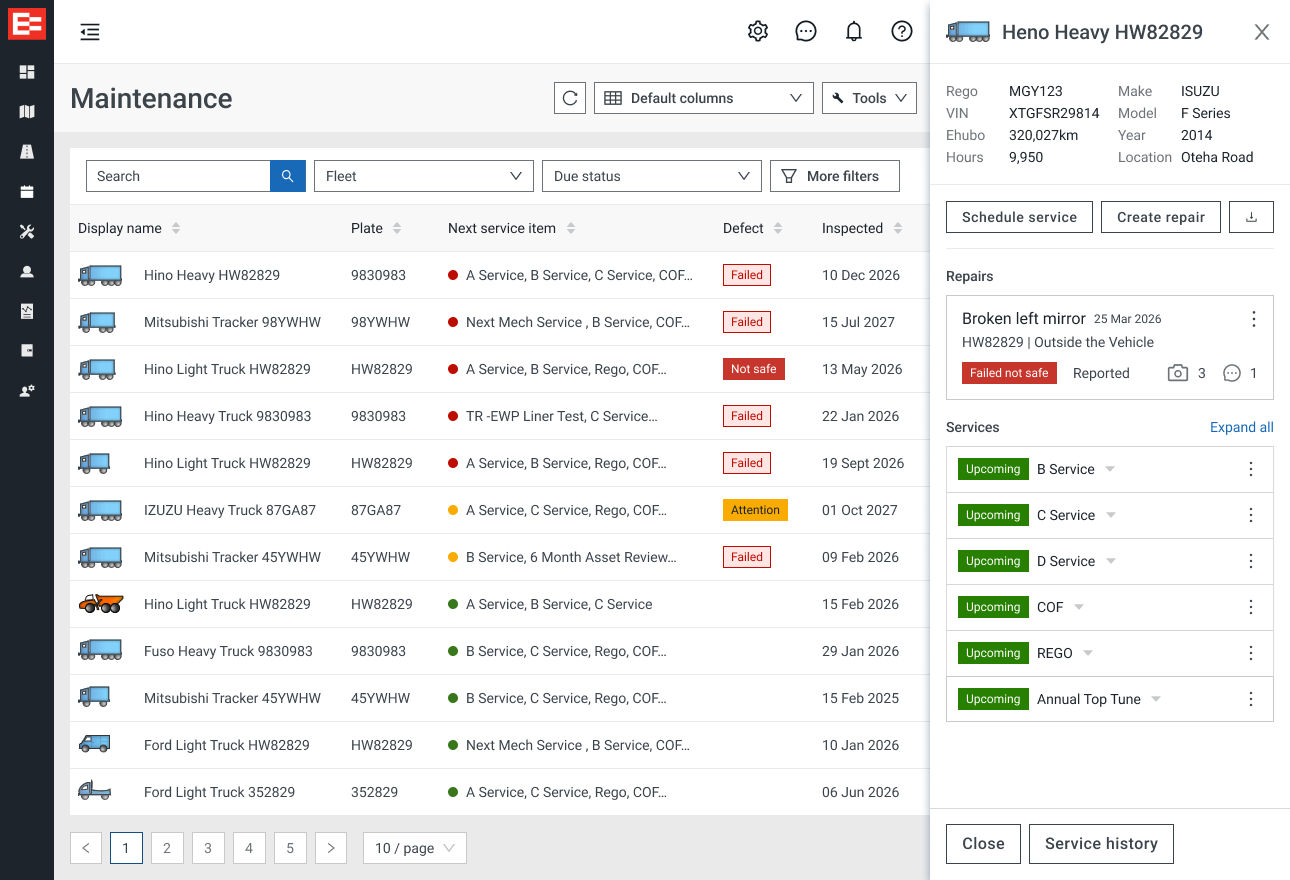 Maintenance
Default columns
Tools
Search
Fleet
Due status
More filters
Display name Plate Next service item Defect Inspected
Hino Heavy HW82829 9830983 A Service, B Service, C Service, COF... Failed 10 Dec 2026
Mitsubishi Tracker 98YWHW 98YWHW Next Mech Service , B Service, COF... Failed 15 Jul 2027
Hino Light Truck HW82829 HW82829 A Service, B Service, Rego, COF... Not safe 13 May 2026
Hino Heavy Truck 9830983 9830983 TR -EWP Liner Test, C Service... Failed 22 Jan 2026
Hino Light Truck HW82829 HW82829 A Service, B Service, Rego, COF... Failed 19 Sept 2026
IZUZU Heavy Truck 87GA87 87GA87 A Service, C Service, Rego, COF... Attention 01 Oct 2027
Mitsubishi Tracker 45YWHW 45YWHW B Service, 6 Month Asset Review... Failed 09 Feb 2026
Hino Light Truck HW82829 HW82829 A Service, B Service, C Service 15 Feb 2026
Fuso Heavy Truck 9830983 9830983 B Service, C Service, Rego, COF... 29 Jan 2026
Mitsubishi Tracker 45YWHW 45YWHW B Service, C Service, Rego, COF... 15 Feb 2025
Ford Light Truck HW82829 HW82829 Next Mech Service , B Service, COF... 10 Jan 2026
Ford Light Truck 352829 352829 A Service, C Service, Rego, COF... 06 Jun 2026
< 1 2 3 4 5 > 10 / page
Heno Heavy HW82829
Rego MGY123 Make ISUZU
VIN XTGFSR29814 Model F Series
Ehubo 320,027km Year 2014
Hours 9,950 Location Oteha Road
Schedule service Create repair
Repairs
Broken left mirror 25 Mar 2026
HW82829 | Outside the Vehicle
Failed not safe Reported 3 1
Services Expand all
Upcoming B Service
Upcoming C Service
Upcoming D Service
Upcoming COF
Upcoming REGO
Upcoming Annual Top Tune
Close Service history